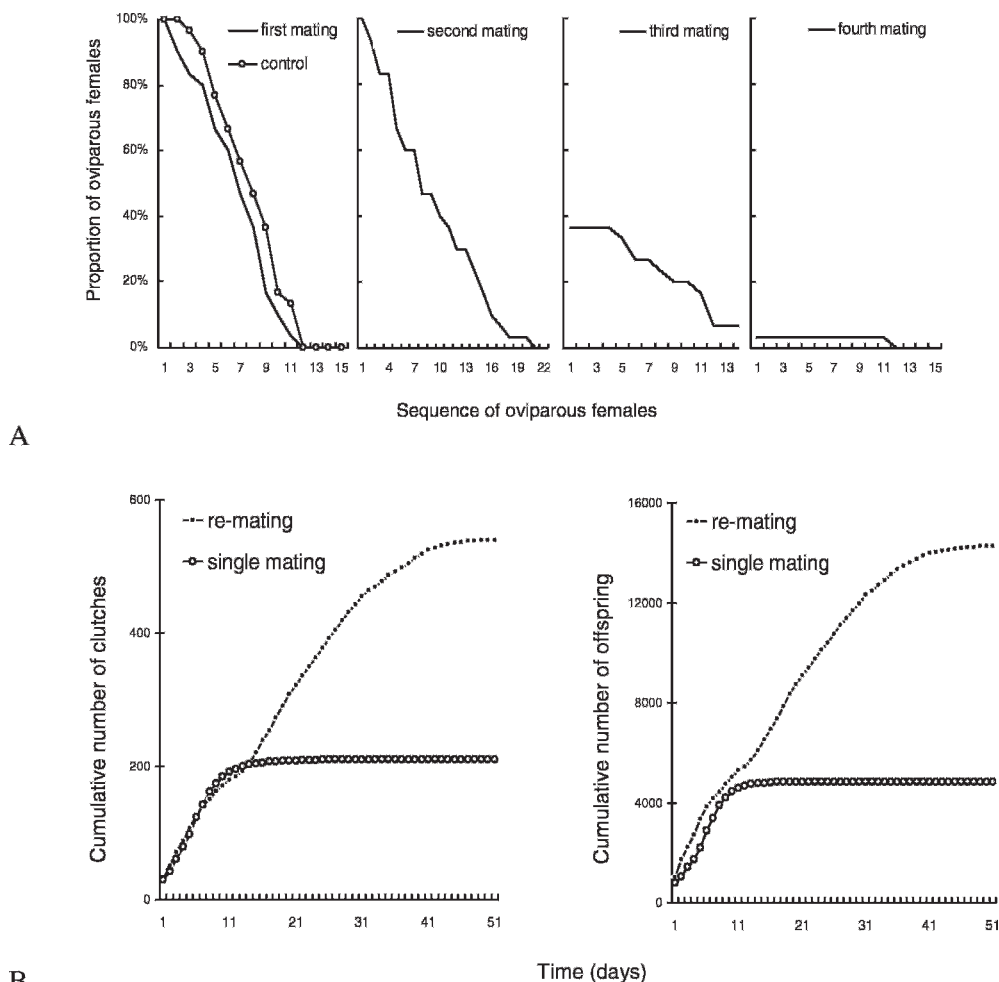 100%
80%
60%
40%
20%
0%
Proportion of oviparous females
first mating
control
second mating
third mating
fourth mating
1 3 5 7 9 11 13 15
1 4 7 10 13 16 19 22
1 3 5 7 9 11 13
1 3 5 7 9 11 13 15
Sequence of oviparous females
A
600
400
200
0
Cumulative number of clutches
re-mating
single mating
1 11 21 31 41 51
16000
12000
8000
4000
0
Cumulative number of offspring
re-mating
single mating
1 11 21 31 41 51
Time (days)
B